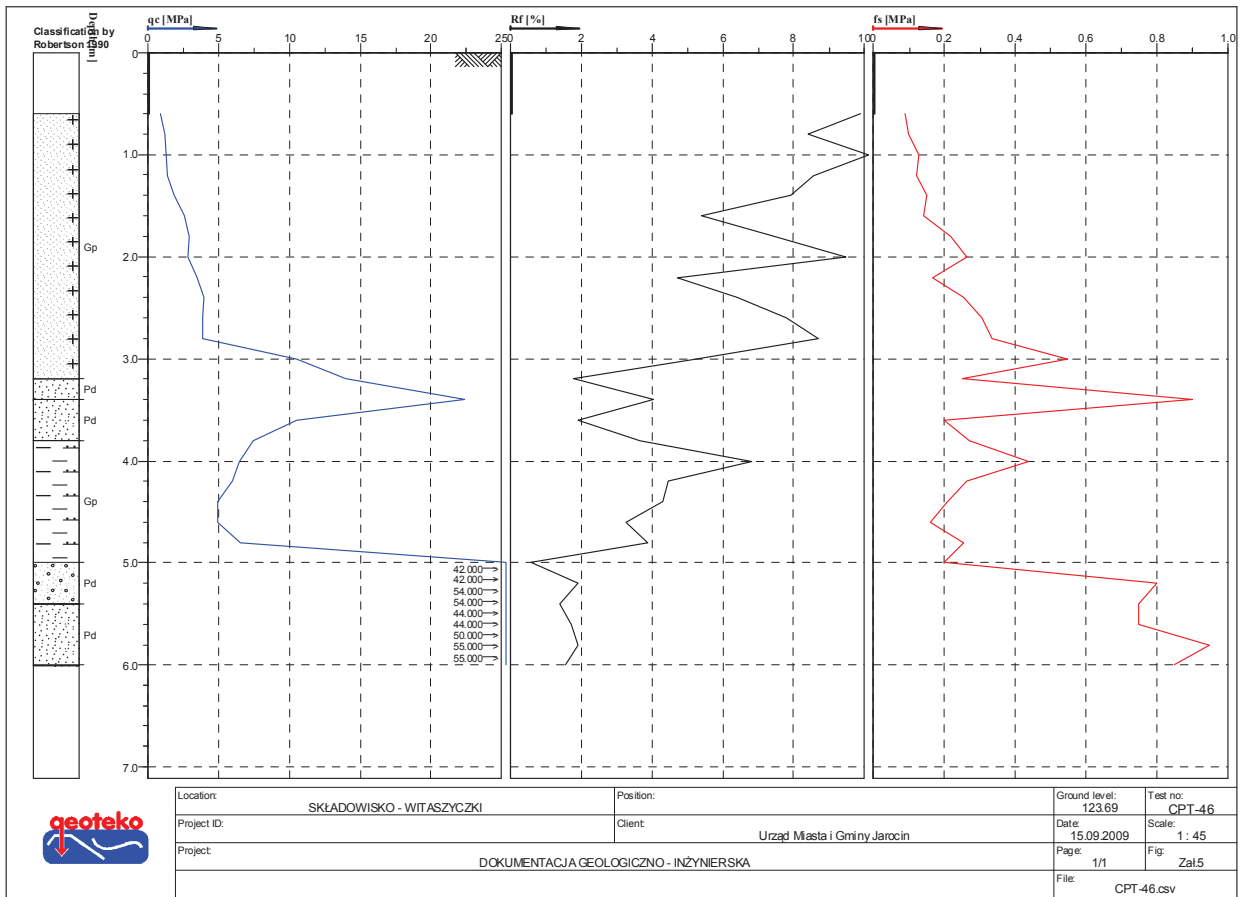 Classification by
Robertson 1990
Depth [m]
qc [MPa]
Rf [%]
fs [MPa]
0 5 10 15 20 25
0 2 4 6 8 10
0 0.2 0.4 0.6 0.8 1.0
0
1.0
2.0
3.0
4.0
5.0
6.0
7.0
Gp
Pd
Pd
Gp
Pd
Pd
42.000
42.000
54.000
54.000
44.000
44.000
50.000
55.000
55.000
geoteko
Location:
SKŁADOWISKO - WITASZYCZKI
Position:
Ground level:
123.69
Test no:
CPT-46
Project ID:
Client:
Urząd Miasta i Gminy Jarocin
Date:
15.09.2009
Scale:
1 : 45
Project:
DOKUMENTACJA GEOLOGICZNO - INŻYNIERSKA
Page:
1/1
Fig:
Zał.5
File:
CPT-46.csv